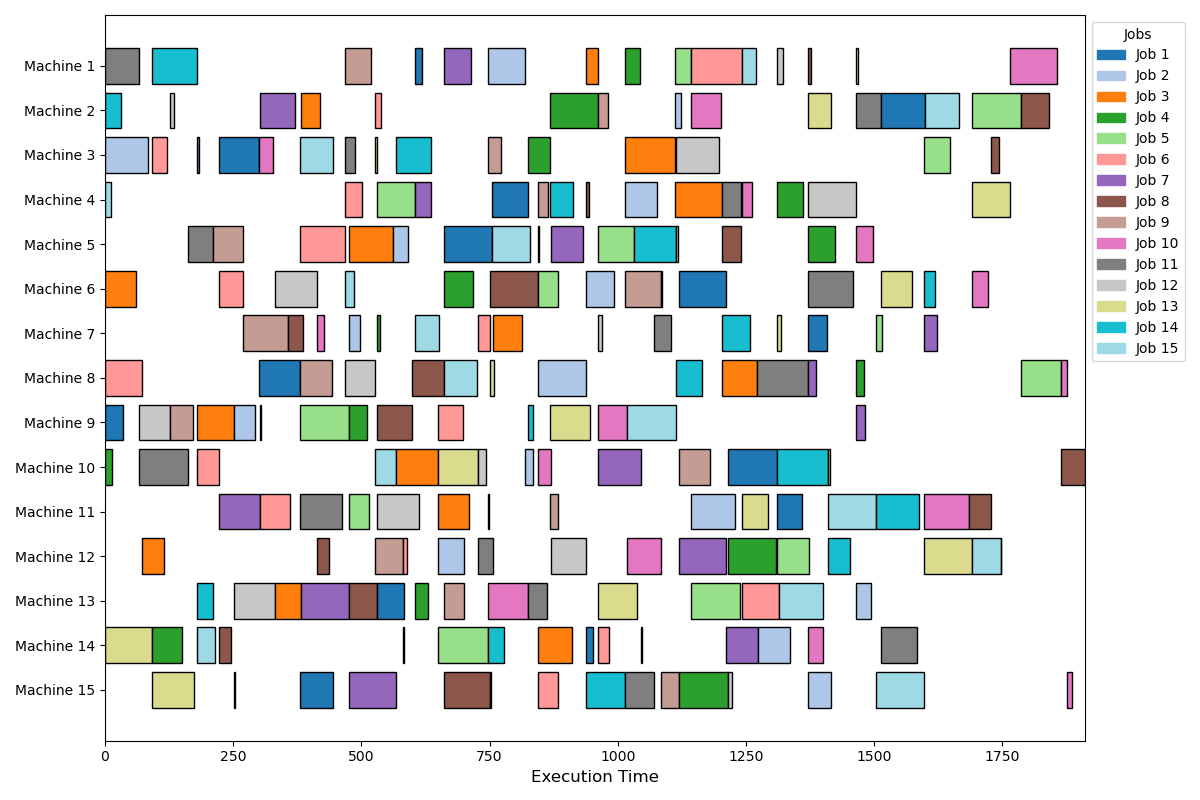 Machine 1
Machine 2
Machine 3
Machine 4
Machine 5
Machine 6
Machine 7
Machine 8
Machine 9
Machine 10
Machine 11
Machine 12
Machine 13
Machine 14
Machine 15
0 250 500 750 1000 1250 1500 1750
Execution Time
Jobs
Job 1
Job 2
Job 3
Job 4
Job 5
Job 6
Job 7
Job 8
Job 9
Job 10
Job 11
Job 12
Job 13
Job 14
Job 15